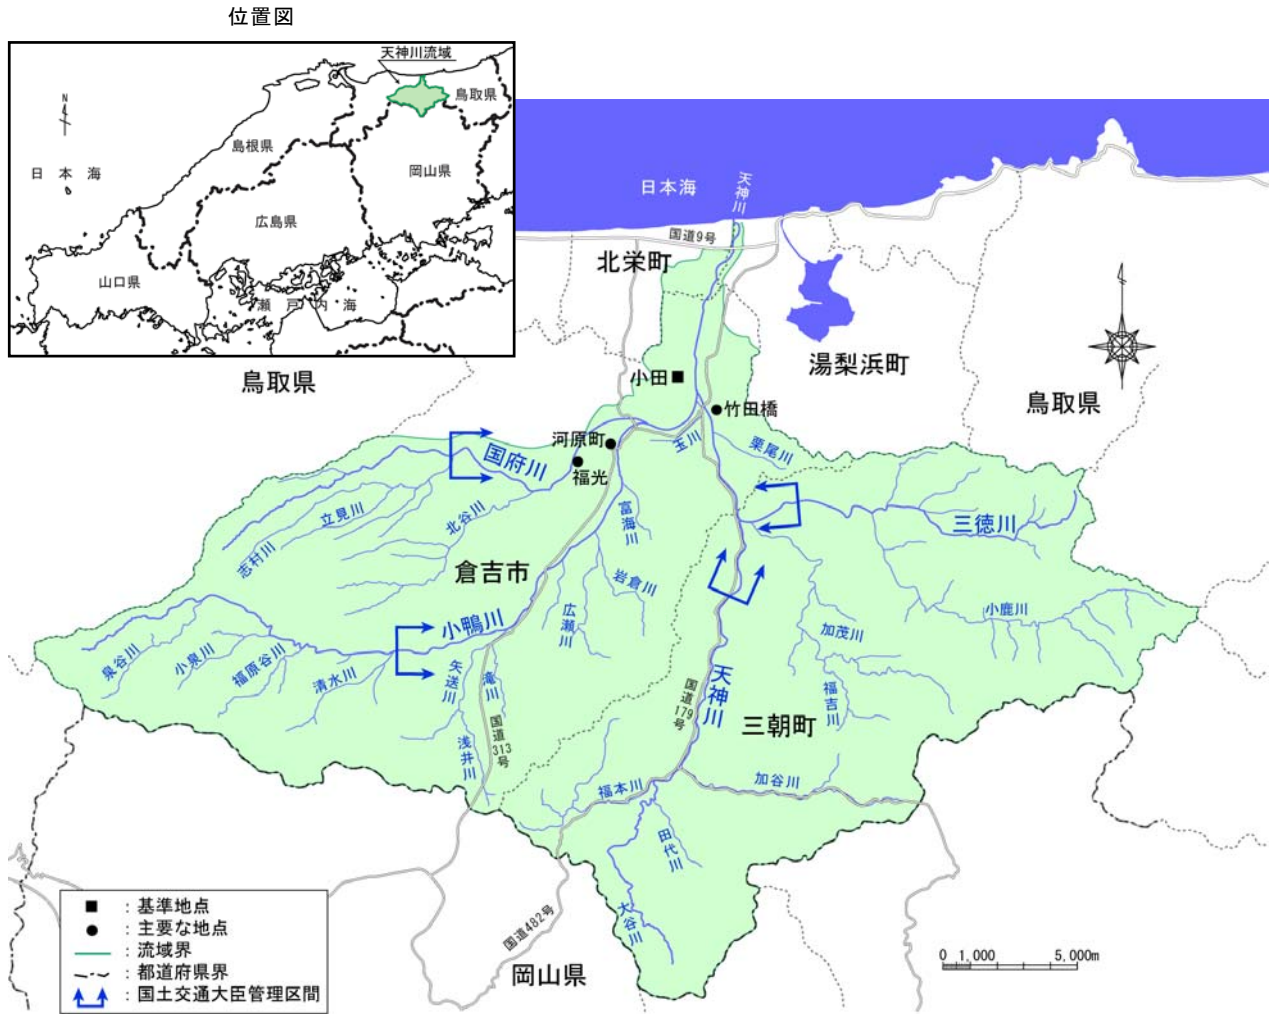 位置図
天神川流域
鳥取県
N
島根県
日本海
岡山県
広島県
山口県
瀬戸内海
日本海
天神川
国道9号
北栄町
湯梨浜町
鳥取県
鳥取県
小田
竹田橋
河原町
玉川
栗尾川
国府川
福光
立見川
北谷川
富海川
三徳川
志村川
倉吉市
岩倉川
広瀬川
小鴨川
小鹿川
加茂川
泉谷川
小泉川
福原谷川
清水川
矢送川
滝川
天神川
国道179号
福吉川
三朝町
国道313号
浅井川
福本川
加谷川
田代川
大谷川
国道482号
岡山県
0 1,000 5,000m
:基準地点
:主要な地点
:流域界
:都道府県界
:国土交通大臣管理区間